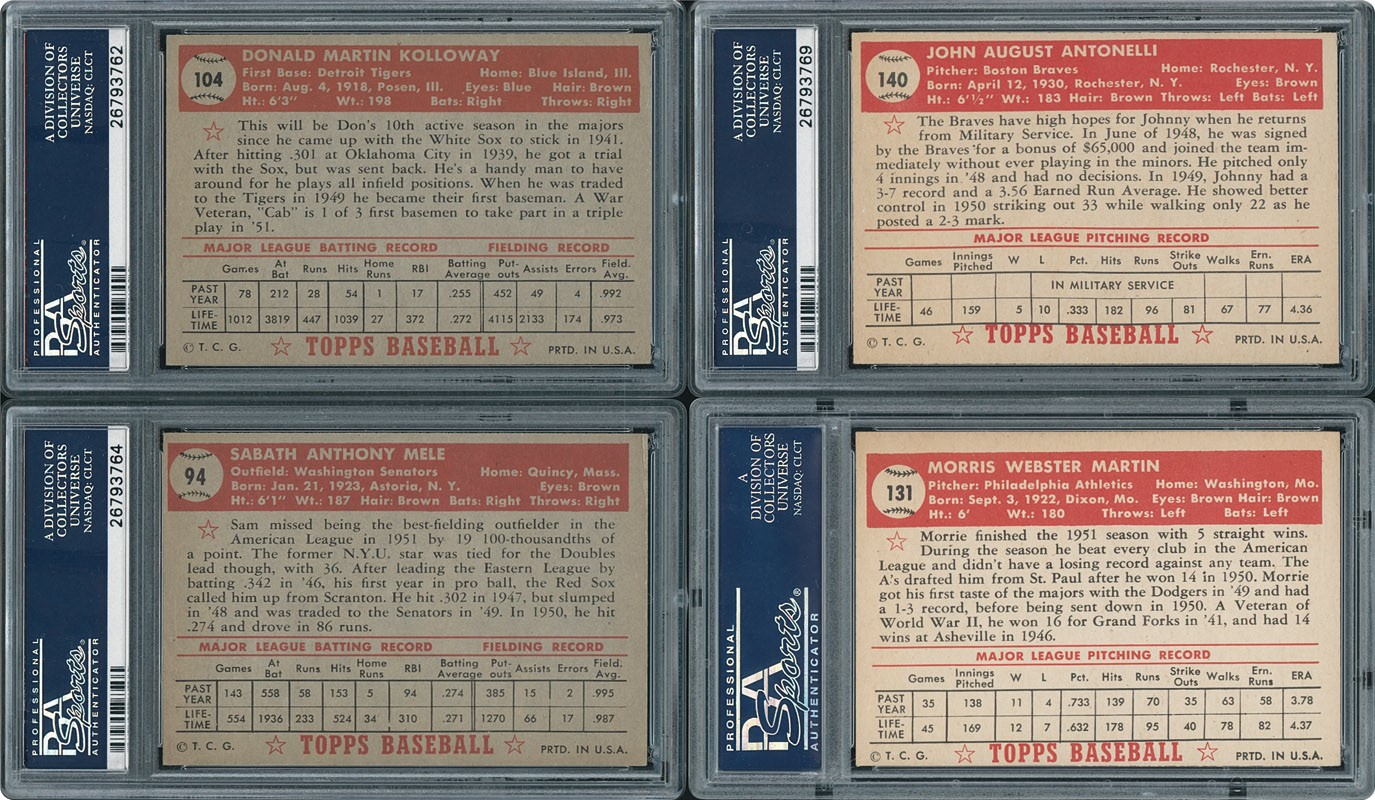 A DIVISION OF
COLLECTORS
UNIVERSE
NASDAQ: CLCT
26793762
PROFESSIONAL
PSA
Sports®
AUTHENTICATOR
104
DONALD MARTIN KOLLOWAY
First Base: Detroit Tigers Home: Blue Island, Ill.
Born: Aug. 4, 1918, Posen, Ill. Eyes: Blue Hair: Brown
Ht.: 6'3" Wt.: 198 Bats: Right Throws: Right
This will be Don's 10th active season in the majors
since he came up with the White Sox to stick in 1941.
After hitting .301 at Oklahoma City in 1939, he got a trial
with the Sox, but was sent back. He's a handy man to have
around for he plays all infield positions. When he was traded
to the Tigers in 1949 he became their first baseman. A War
Veteran, "Cab" is 1 of 3 first basemen to take part in a triple
play in '51.
MAJOR LEAGUE BATTING RECORD FIELDING RECORD
Games At Bat Runs Hits Home Runs RBI Batting Average Put-outs Assists Errors Field. Avg.
PAST YEAR 78 212 28 54 1 17 .255 452 49 4 .992
LIFE-TIME 1012 3819 447 1039 27 372 .272 4115 2133 174 .973
© T. C. G. TOPPS BASEBALL PRTD. IN U.S.A.
A DIVISION OF
COLLECTORS
UNIVERSE
NASDAQ: CLCT
26793769
PROFESSIONAL
PSA
Sports®
AUTHENTICATOR
140
JOHN AUGUST ANTONELLI
Pitcher: Boston Braves Home: Rochester, N. Y.
Born: April 12, 1930, Rochester, N. Y. Eyes: Brown
Ht.: 6'½" Wt.: 183 Hair: Brown Throws: Left Bats: Left
The Braves have high hopes for Johnny when he returns
from Military Service. In June of 1948, he was signed
by the Braves for a bonus of $65,000 and joined the team im-
mediately without ever playing in the minors. He pitched only
4 innings in '48 and had no decisions. In 1949, Johnny had a
3-7 record and a 3.56 Earned Run Average. He showed better
control in 1950 striking out 33 while walking only 22 as he
posted a 2-3 mark.
MAJOR LEAGUE PITCHING RECORD
Games Innings Pitched W L Pct. Hits Runs Strike Outs Walks Ern. Runs ERA
PAST YEAR IN MILITARY SERVICE
LIFE-TIME 46 159 5 10 .333 182 96 81 67 77 4.36
© T. C. G. TOPPS BASEBALL PRTD. IN U.S.A.
A DIVISION OF
COLLECTORS
UNIVERSE
NASDAQ: CLCT
26793764
PROFESSIONAL
PSA
Sports®
AUTHENTICATOR
94
SABATH ANTHONY MELE
Outfield: Washington Senators Home: Quincy, Mass.
Born: Jan. 21, 1923, Astoria, N. Y. Eyes: Brown
Ht.: 6'1" Wt.: 187 Hair: Brown Bats: Right Throws: Right
Sam missed being the best-fielding outfielder in the
American League in 1951 by 19 100-thousandths of
a point. The former N.Y.U. star was tied for the Doubles
lead though, with 36. After leading the Eastern League by
batting .342 in '46, his first year in pro ball, the Red Sox
called him up from Scranton. He hit .302 in 1947, but slumped
in '48 and was traded to the Senators in '49. In 1950, he hit
.274 and drove in 86 runs.
MAJOR LEAGUE BATTING RECORD FIELDING RECORD
Games At Bat Runs Hits Home Runs RBI Batting Average Put-outs Assists Errors Field. Avg.
PAST YEAR 143 558 58 153 5 94 .274 385 15 2 .995
LIFE-TIME 554 1936 233 524 34 310 .271 1270 66 17 .987
© T. C. G. TOPPS BASEBALL PRTD. IN U.S.A.
A
DIVISION OF
COLLECTORS
UNIVERSE
NASDAQ: CLCT
PROFESSIONAL
PSA
Sports®
AUTHENTICATOR
131
MORRIS WEBSTER MARTIN
Pitcher: Philadelphia Athletics Home: Washington, Mo.
Born: Sept. 3, 1922, Dixon, Mo. Eyes: Brown Hair: Brown
Ht.: 6' Wt.: 180 Throws: Left Bats: Left
Morrie finished the 1951 season with 5 straight wins.
During the season he beat every club in the American
League and didn't have a losing record against any team. The
A's drafted him from St. Paul after he won 14 in 1950. Morrie
got his first taste of the majors with the Dodgers in '49 and had
a 1-3 record, before being sent down in 1950. A Veteran of
World War II, he won 16 for Grand Forks in '41, and had 14
wins at Asheville in 1946.
MAJOR LEAGUE PITCHING RECORD
Games Innings Pitched W L Pct. Hits Runs Strike Outs Walks Ern. Runs ERA
PAST YEAR 35 138 11 4 .733 139 70 35 63 58 3.78
LIFE-TIME 45 169 12 7 .632 178 95 40 78 82 4.37
© T. C. G. TOPPS BASEBALL PRTD. IN U.S.A.